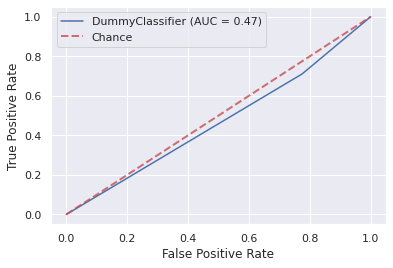 DummyClassifier (AUC = 0.47)
Chance
True Positive Rate
1.0
0.8
0.6
0.4
0.2
0.0
0.0 0.2 0.4 0.6 0.8 1.0
False Positive Rate